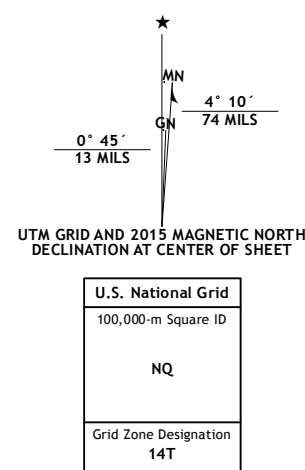 ★
MN
4° 10´
74 MILS
GN
0° 45´
13 MILS
UTM GRID AND 2015 MAGNETIC NORTH
DECLINATION AT CENTER OF SHEET
U.S. National Grid
100,000-m Square ID
NQ
Grid Zone Designation
14T